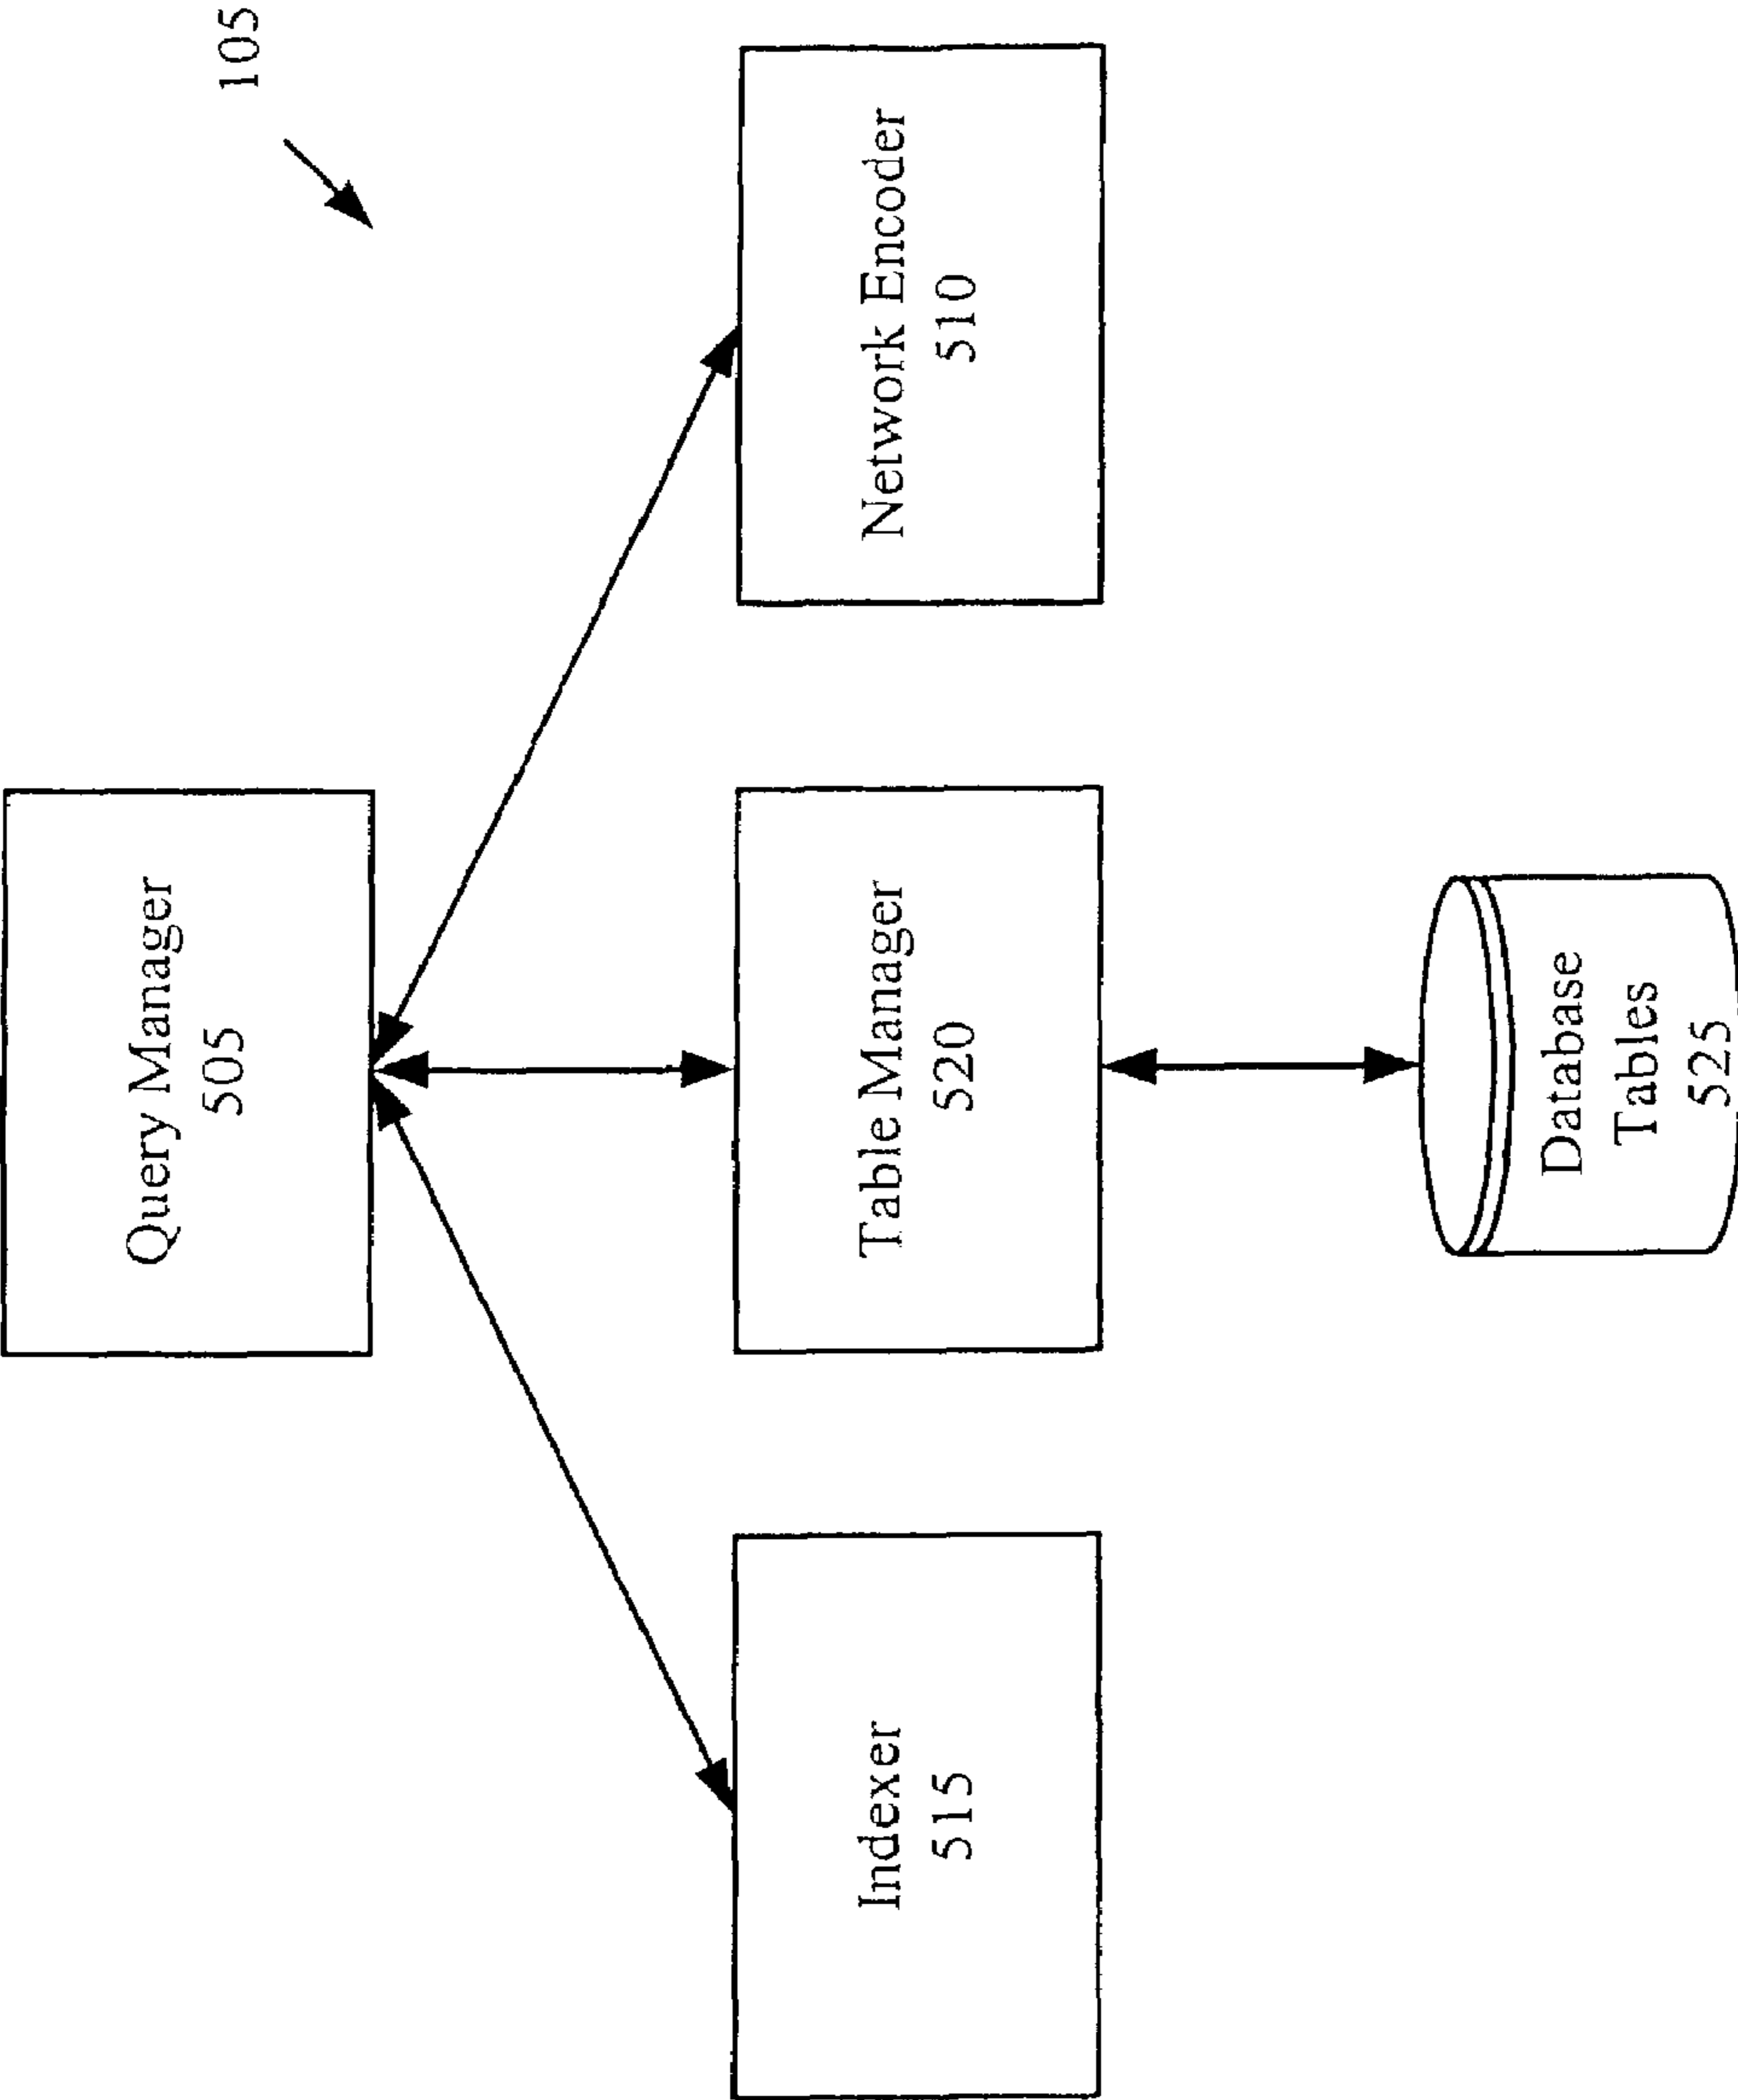 105
Query Manager
505
Indexer
515
Table Manager
520
Network Encoder
510
Database
Tables
525